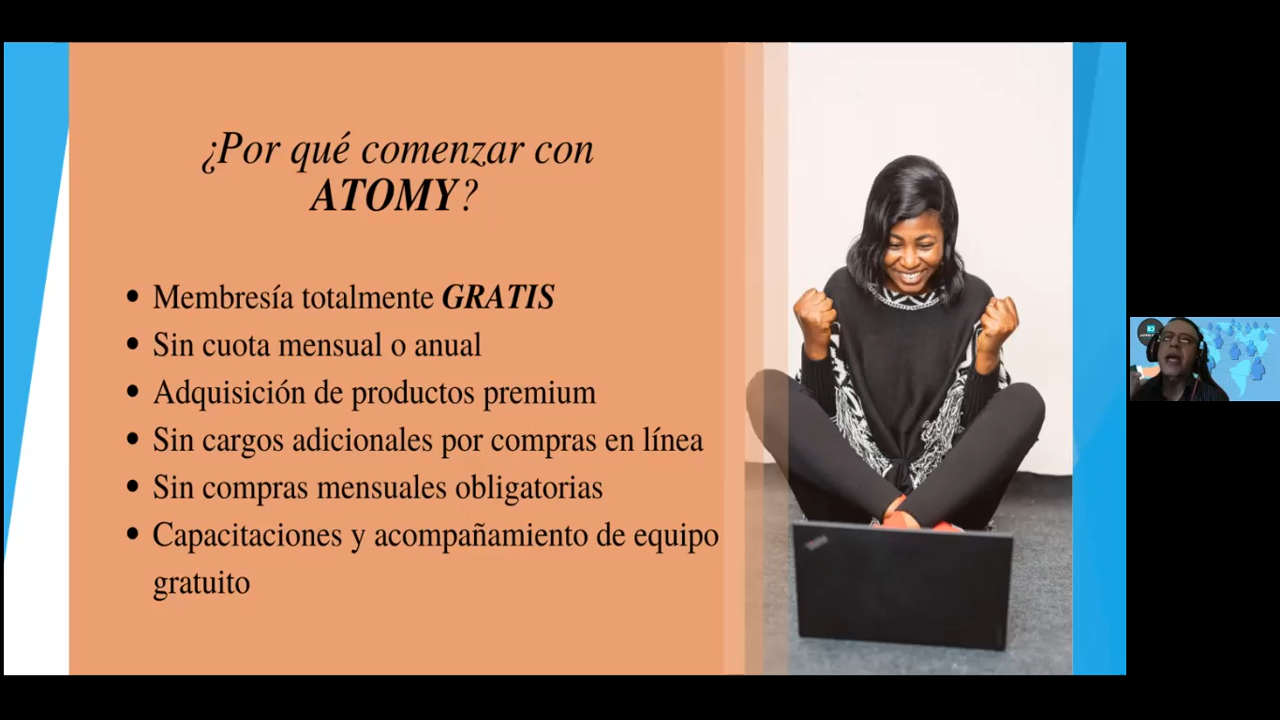 ¿Por qué comenzar con
ATOMY?
• Membresía totalmente GRATIS
• Sin cuota mensual o anual
• Adquisición de productos premium
• Sin cargos adicionales por compras en línea
• Sin compras mensuales obligatorias
• Capacitaciones y acompañamiento de equipo
gratuito